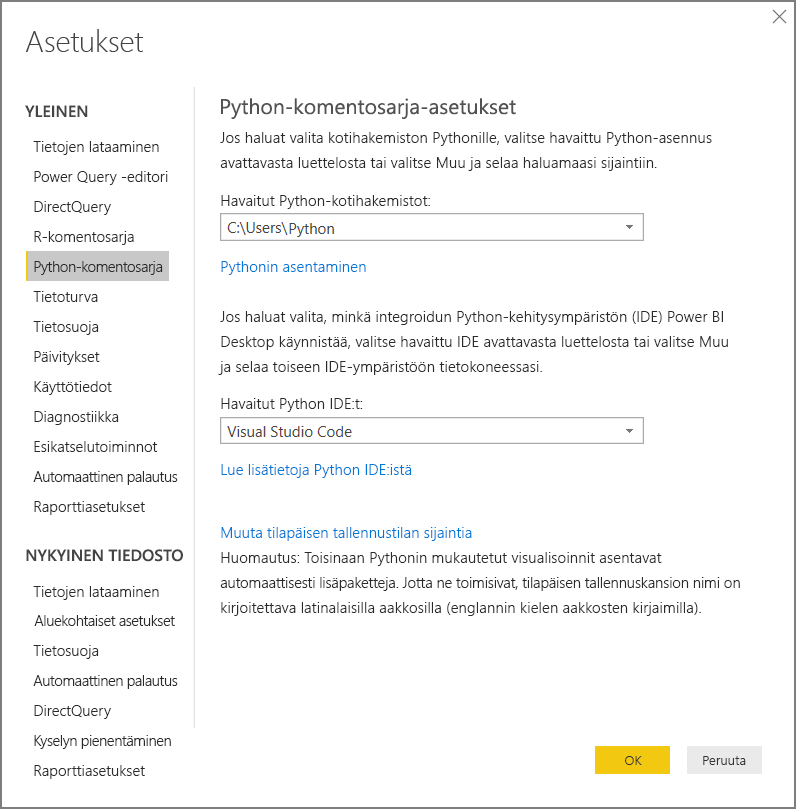 Asetukset
YLEINEN
Tietojen lataaminen
Power Query -editori
DirectQuery
R-komentosarja
Python-komentosarja
Tietoturva
Tietosuoja
Päivitykset
Käyttötiedot
Diagnostiikka
Esikatselutoiminnot
Automaattinen palautus
Raporttiasetukset
NYKYINEN TIEDOSTO
Tietojen lataaminen
Aluekohtaiset asetukset
Tietosuoja
Automaattinen palautus
DirectQuery
Kyselyn pienentäminen
Raporttiasetukset
Python-komentosarja-asetukset
Jos haluat valita kotihakemiston Pythonille, valitse havaittu Python-asennus
avattavasta luettelosta tai valitse Muu ja selaa haluamaasi sijaintiin.
Havaitut Python-kotihakemistot:
C:\Users\Python
Pythonin asentaminen
Jos haluat valita, minkä integroidun Python-kehitysympäristön (IDE) Power BI
Desktop käynnistää, valitse havaittu IDE avattavasta luettelosta tai valitse Muu
ja selaa toiseen IDE-ympäristöön tietokoneessasi.
Havaitut Python IDE:t:
Visual Studio Code
Lue lisätietoja Python IDE:istä
Muuta tilapäisen tallennustilan sijaintia
Huomautus: Toisinaan Pythonin mukautetut visualisoinnit asentavat
automaattisesti lisäpaketteja. Jotta ne toimisivat, tilapäisen tallennuskansion nimi on
kirjoitettava latinalaisilla aakkosilla (englannin kielen aakkosten kirjaimilla).
OK
Peruuta